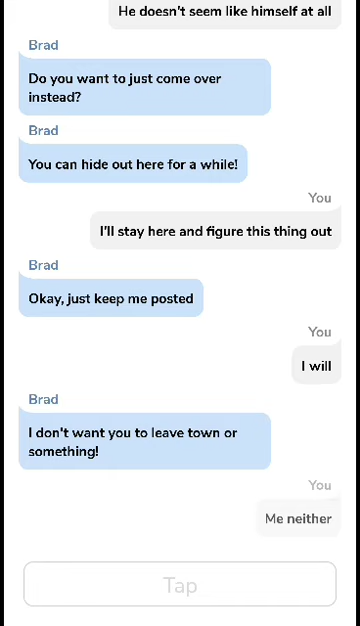 He doesn't seem like himself at all
Brad
Do you want to just come over
instead?
Brad
You can hide out here for a while!
You
I'll stay here and figure this thing out
Brad
Okay, just keep me posted
You
I will
Brad
I don't want you to leave town or
something!
You
Me neither
Tap